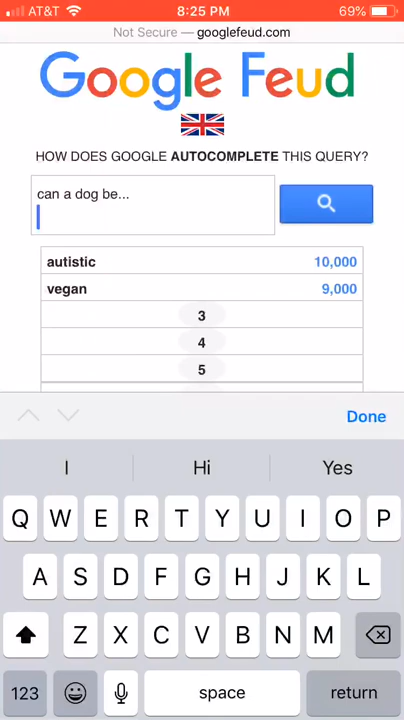 AT&T 8:25 PM 69%
Not Secure — googlefeud.com
Google Feud
HOW DOES GOOGLE AUTOCOMPLETE THIS QUERY?
can a dog be...
autistic 10,000
vegan 9,000
3
4
5
Done
I Hi Yes
Q W E R T Y U I O P
A S D F G H J K L
Z X C V B N M
123 space return